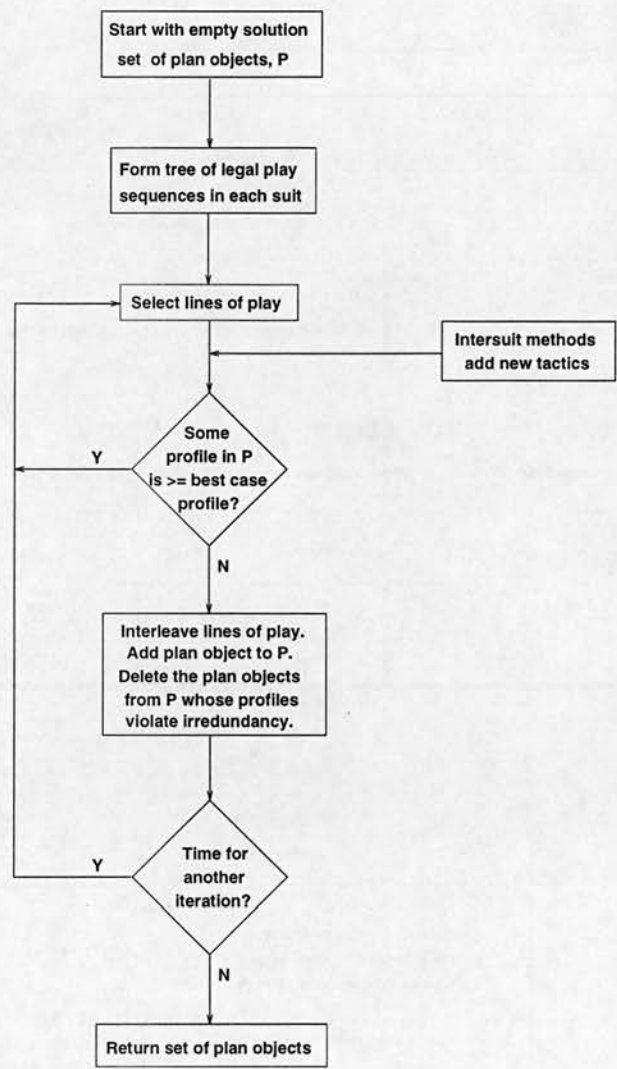 Start with empty solution
set of plan objects, P
Form tree of legal play
sequences in each suit
Select lines of play
Intersuit methods
add new tactics
Some
profile in P
is >= best case
profile?
Y
N
Interleave lines of play.
Add plan object to P.
Delete the plan objects
from P whose profiles
violate irredundancy.
Time for
another
iteration?
Y
N
Return set of plan objects